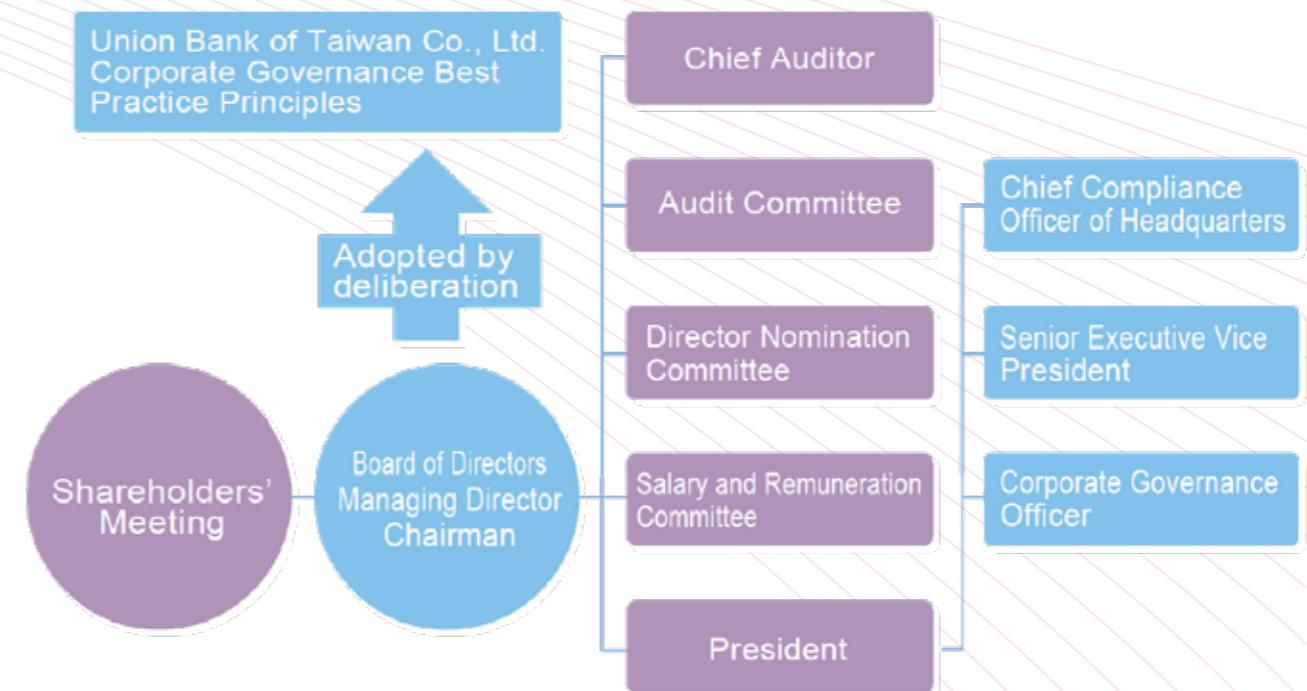 Union Bank of Taiwan Co., Ltd.
Corporate Governance Best
Practice Principles
Adopted by
deliberation
Shareholders'
Meeting
Board of Directors
Managing Director
Chairman
Chief Auditor
Audit Committee
Director Nomination
Committee
Salary and Remuneration
Committee
President
Chief Compliance
Officer of Headquarters
Senior Executive Vice
President
Corporate Governance
Officer